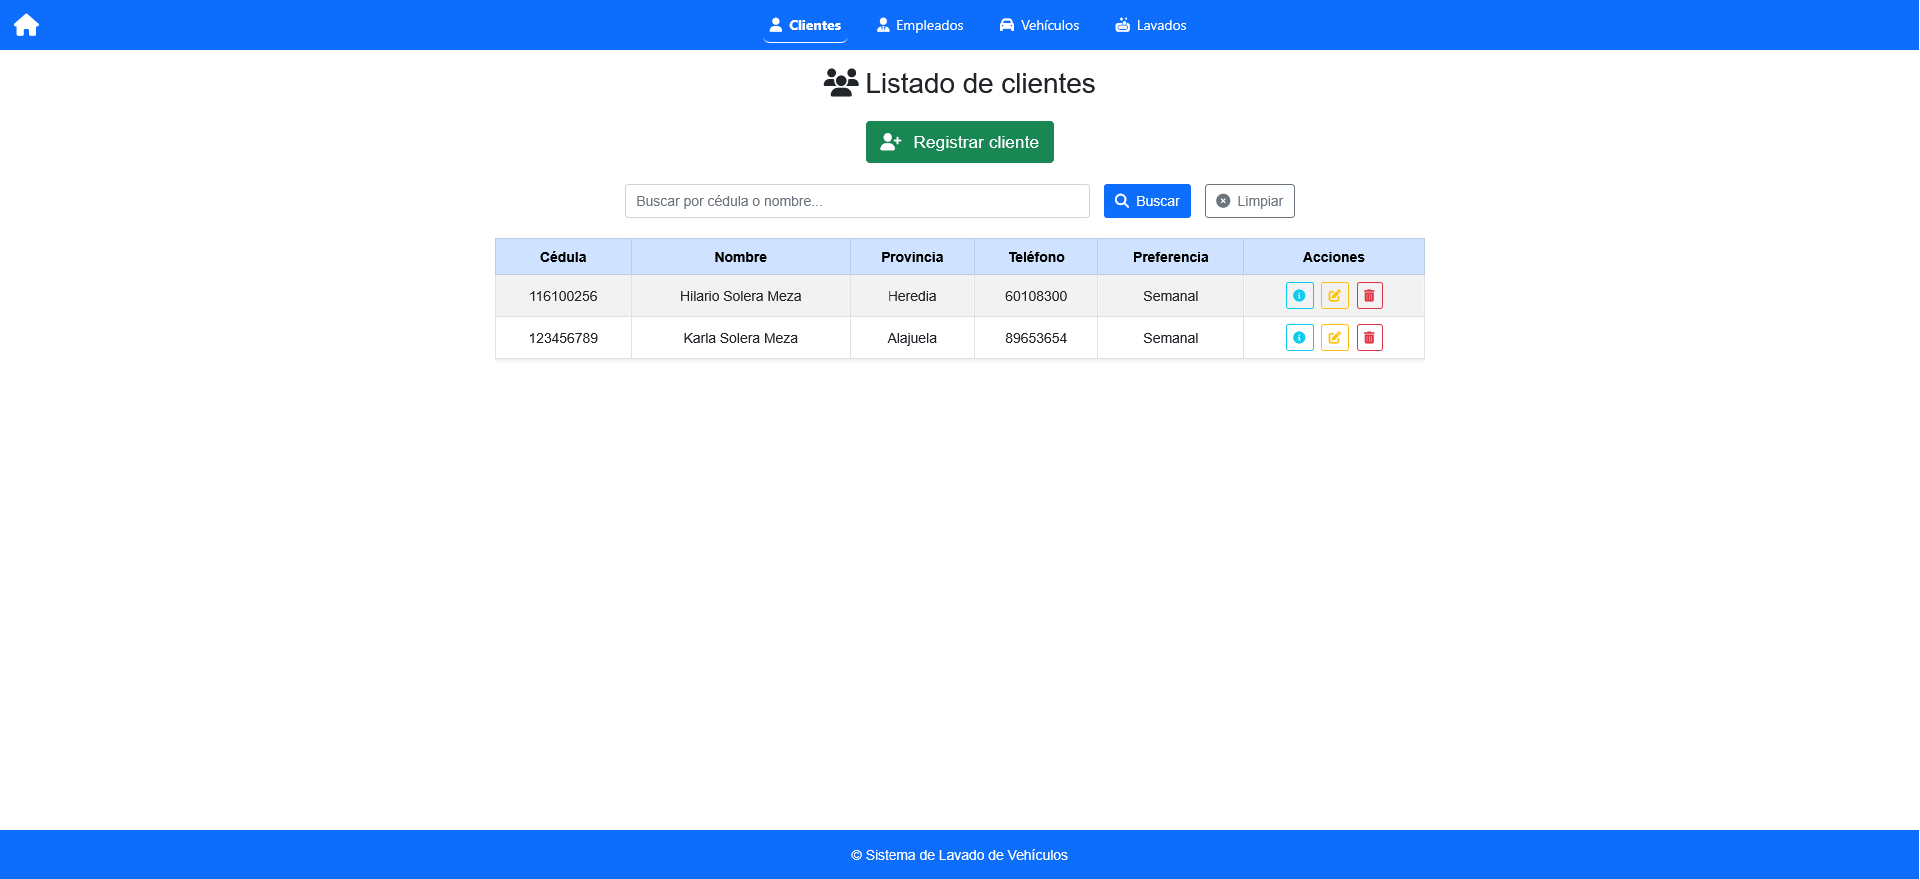 Clientes Empleados Vehículos Lavados
Listado de clientes
Registrar cliente
Buscar por cédula o nombre... Buscar Limpiar
Cédula Nombre Provincia Teléfono Preferencia Acciones
116100256 Hilario Solera Meza Heredia 60108300 Semanal
123456789 Karla Solera Meza Alajuela 89653654 Semanal
© Sistema de Lavado de Vehículos